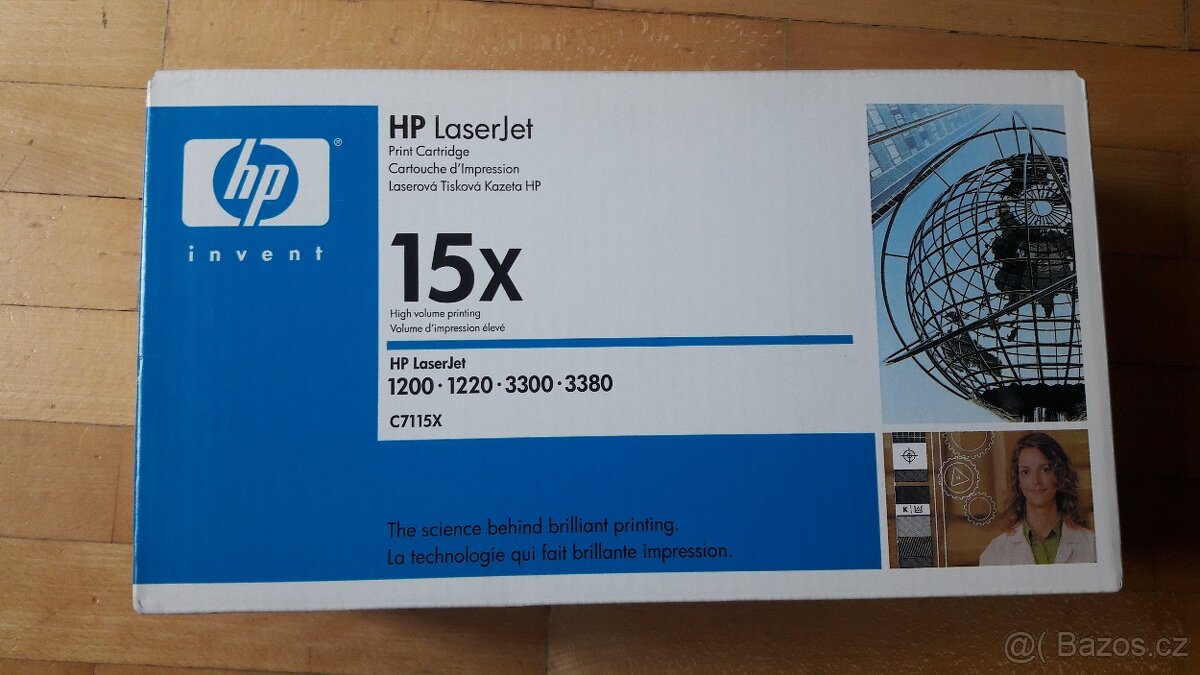 hp®
invent
HP LaserJet
Print Cartridge
Cartouche d'Impression
Laserová Tisková Kazeta HP
15X
High volume printing
Volume d'impression élevé
HP LaserJet
1200 · 1220 · 3300 · 3380
C7115X
K
The science behind brilliant printing.
La technologie qui fait brillante impression.
@( Bazos.cz